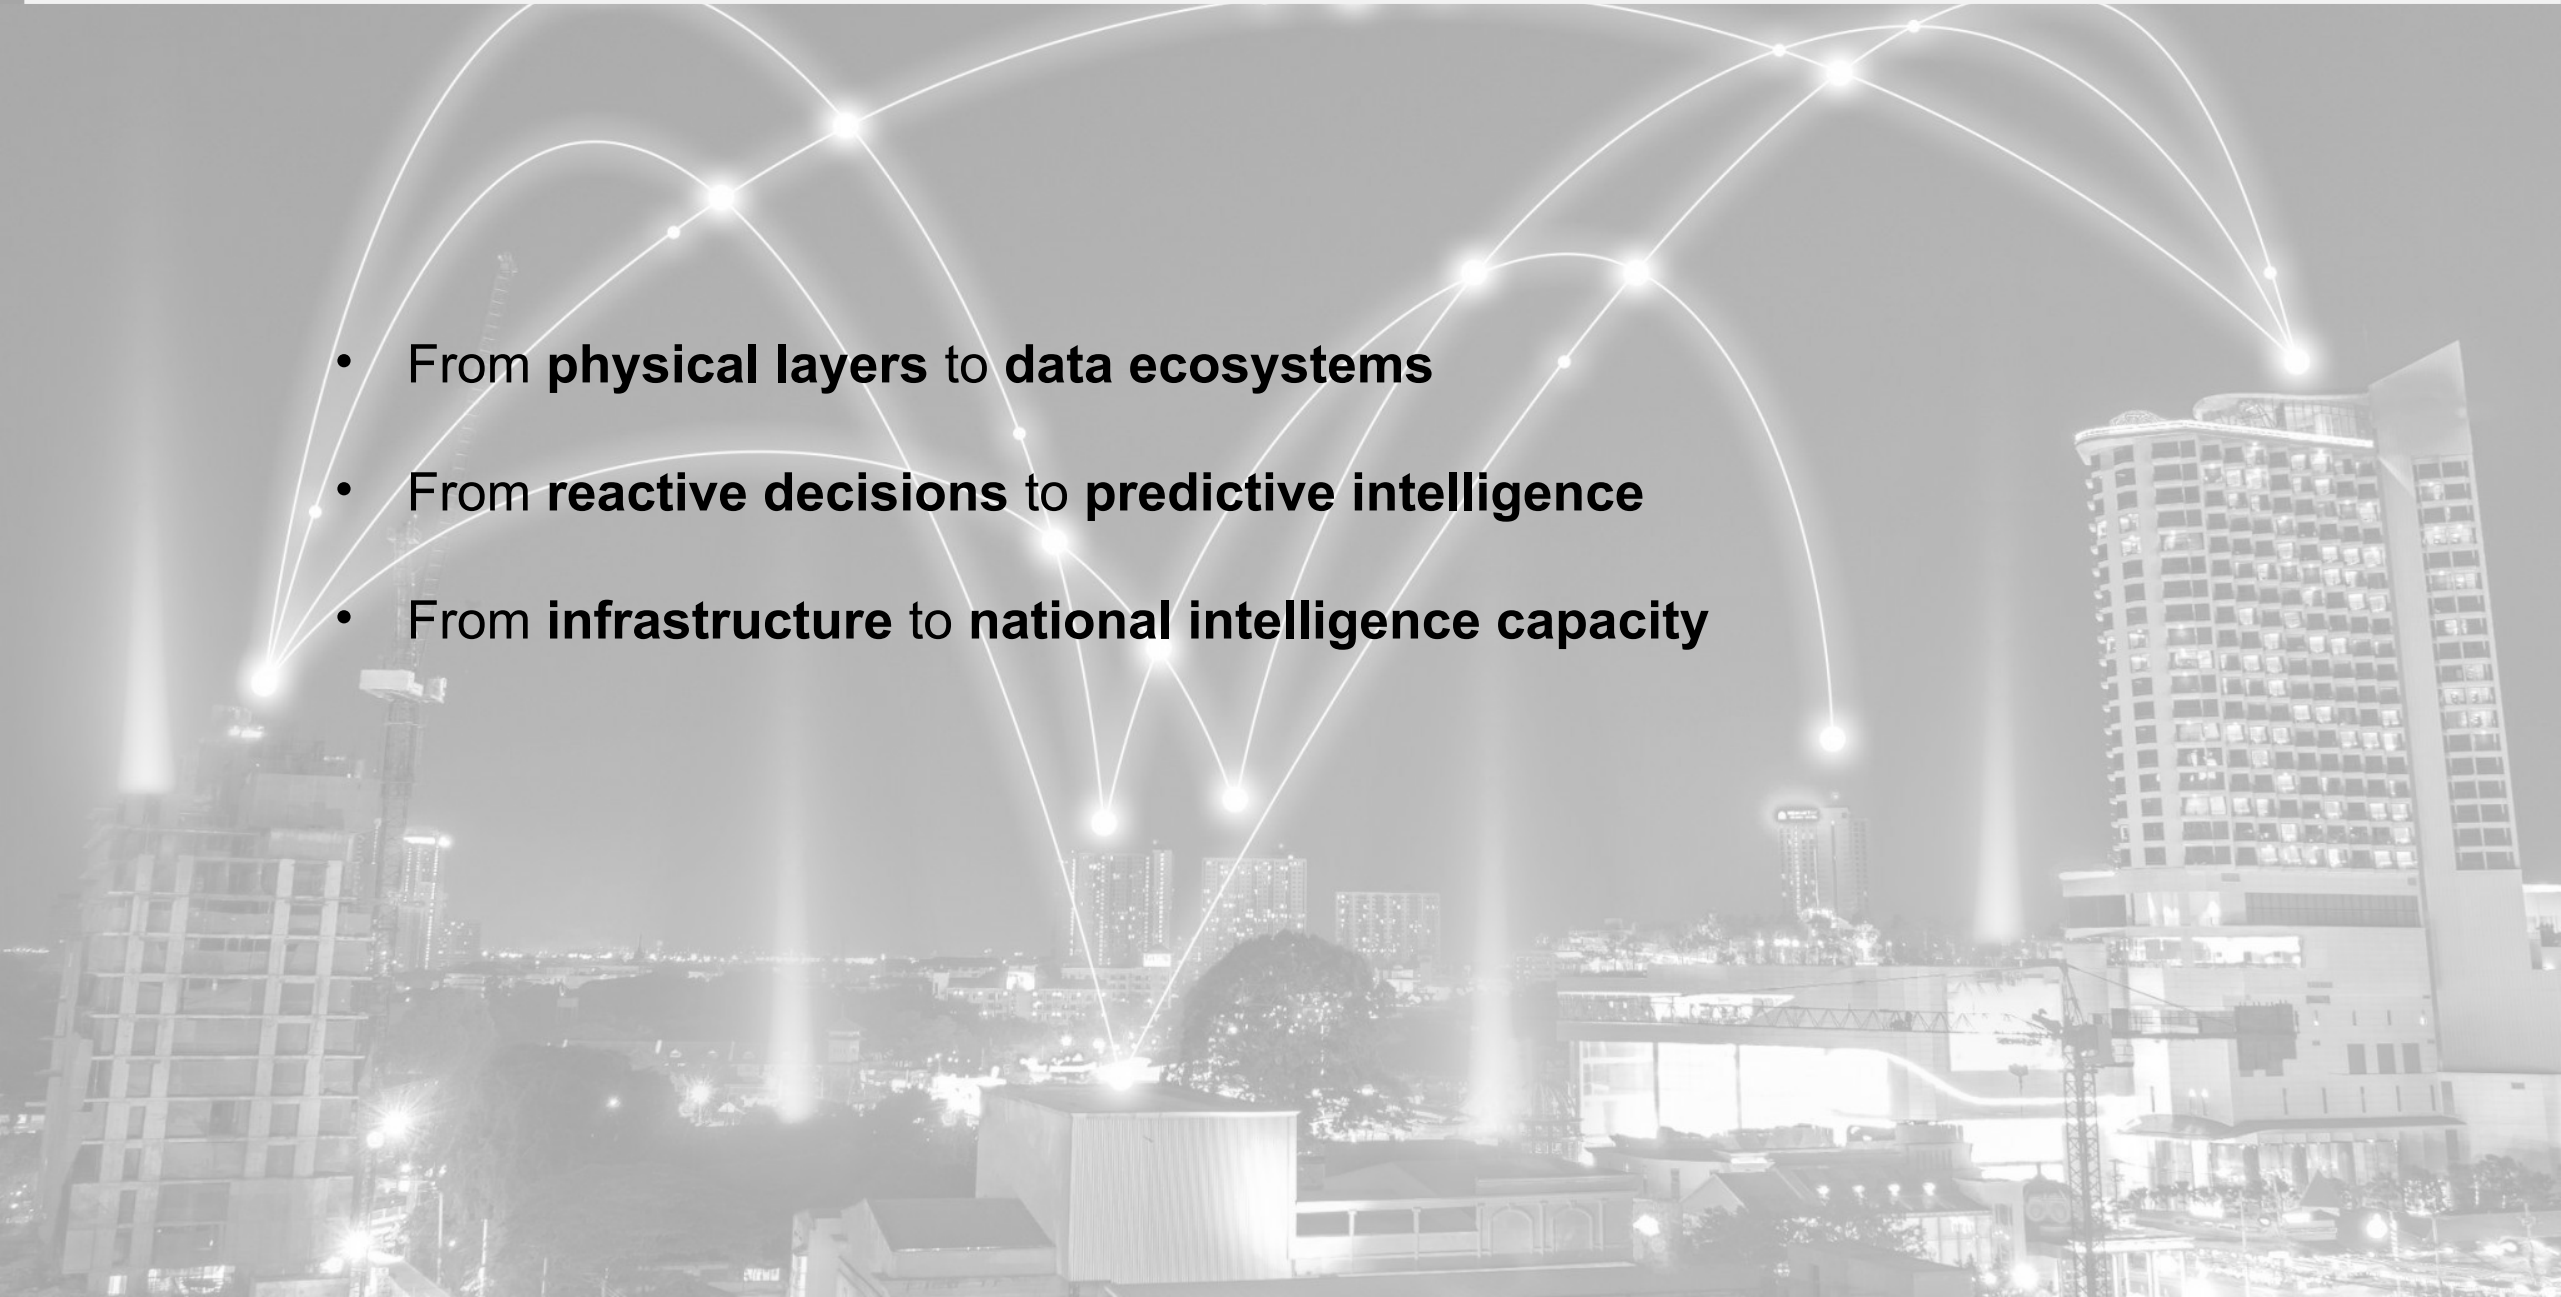 • From physical layers to data ecosystems
• From reactive decisions to predictive intelligence
• From infrastructure to national intelligence capacity